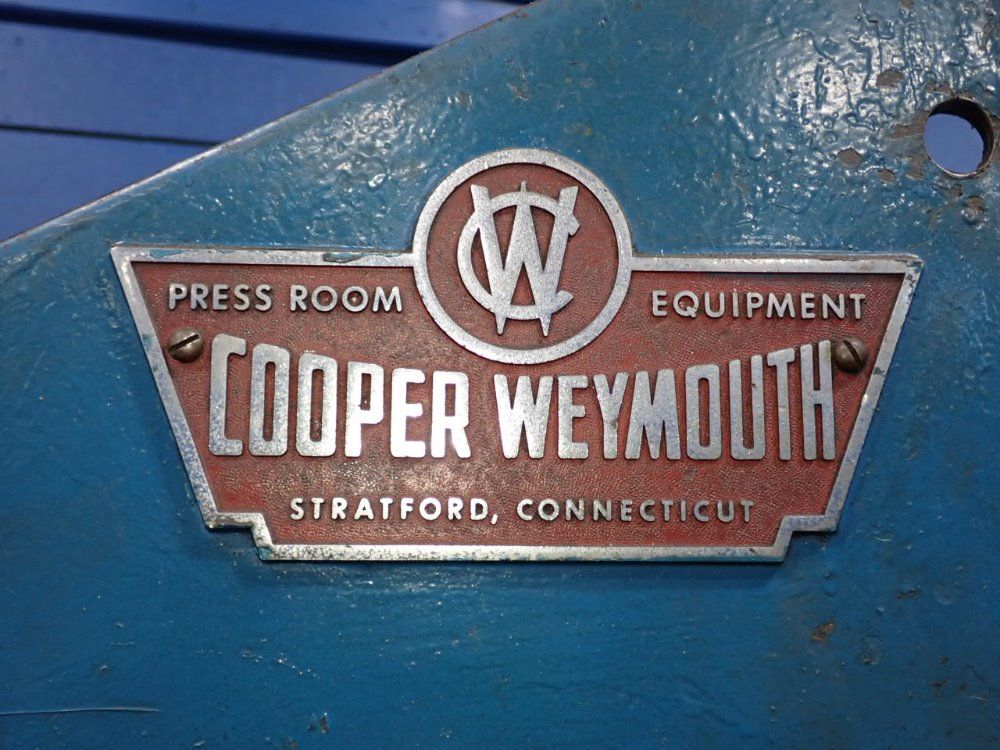 CW
PRESS ROOM EQUIPMENT
COOPER WEYMOUTH
STRATFORD, CONNECTICUT